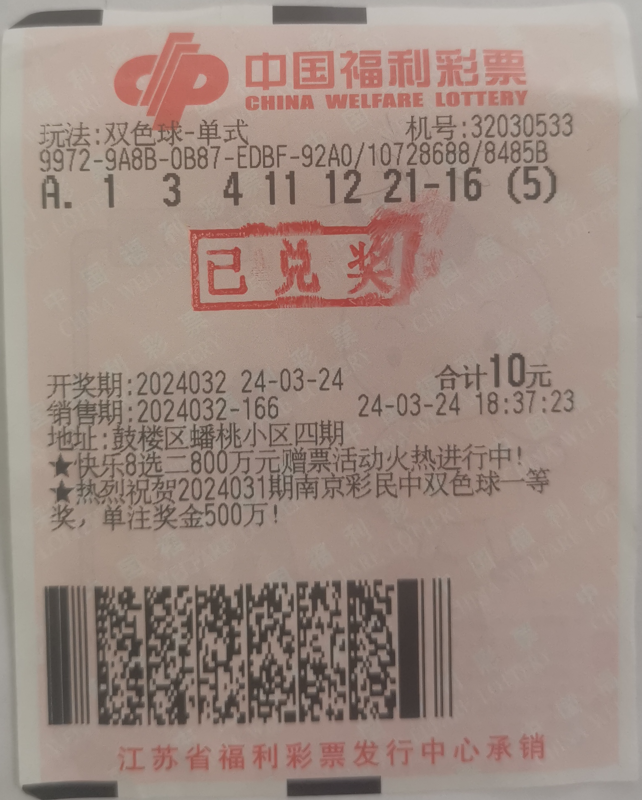 中国福利彩票
CHINA WELFARE LOTTERY
玩法:双色球-单式 机号:32030533
9972-9A8B-0B87-EDBF-92A0/10728688/8485B
A. 1 3 4 11 12 21-16 (5)
已兑奖
开奖期:2024032 24-03-24 合计10元
销售期:2024032-166 24-03-24 18:37:23
地址:鼓楼区蟠桃小区四期
★快乐8选二800万元赠票活动火热进行中!
★热烈祝贺2024031期南京彩民中双色球一等
奖，单注奖金500万!
江苏省福利彩票发行中心承销